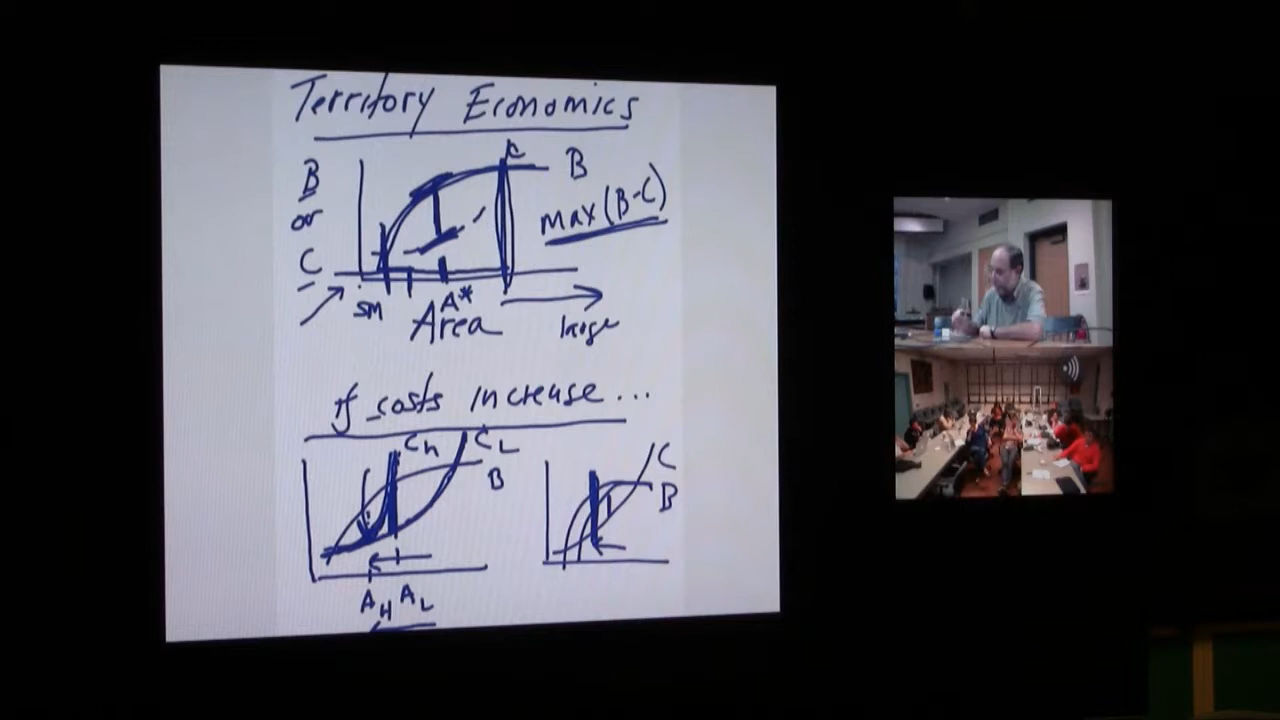 Territory Economics
B
or
C
C
B
max(B-C)
SM
A*
Area
large
If costs increase...
CH
CL
B
AH
AL
C
B